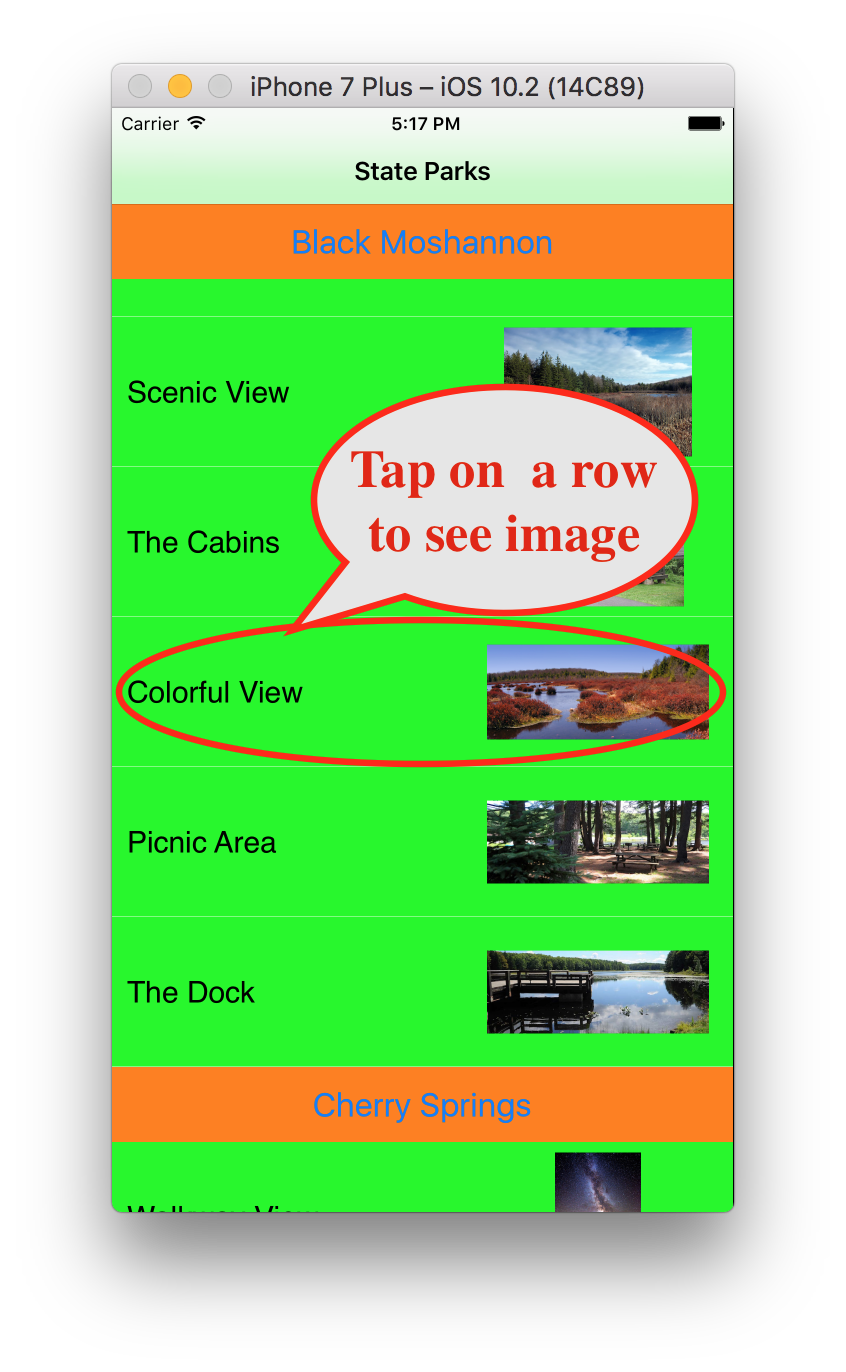 iPhone 7 Plus – iOS 10.2 (14C89)
Carrier 5:17 PM
State Parks
Black Moshannon
Scenic View
Tap on a row
to see image
The Cabins
Colorful View
Picnic Area
The Dock
Cherry Springs